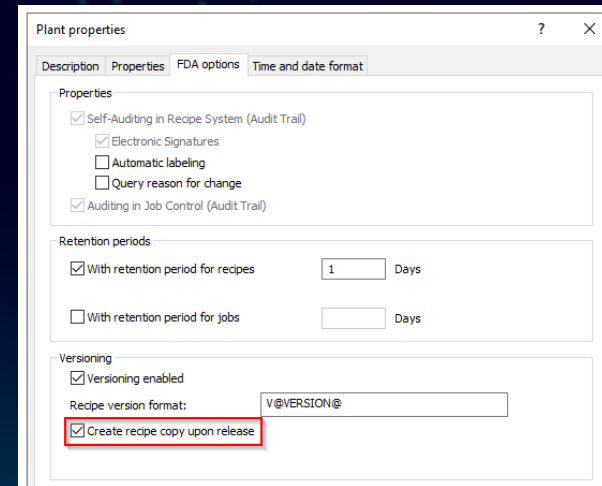 Plant properties ? ×
Description Properties FDA options Time and date format
Properties
Self-Auditing in Recipe System (Audit Trail)
Electronic Signatures
Automatic labeling
Query reason for change
Auditing in Job Control (Audit Trail)
Retention periods
With retention period for recipes 1 Days
With retention period for jobs Days
Versioning
Versioning enabled
Recipe version format: V@VERSION@
Create recipe copy upon release